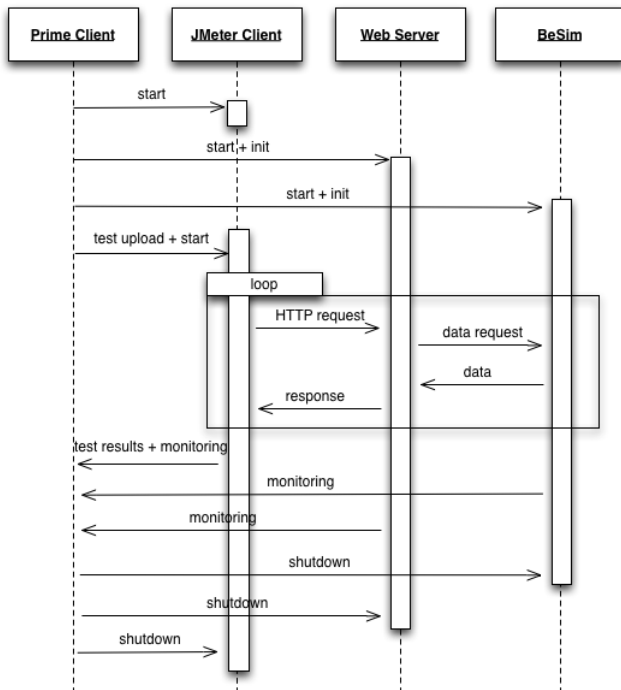 Prime Client
JMeter Client
Web Server
BeSim
start
start + init
start + init
test upload + start
loop
HTTP request
data request
data
response
test results + monitoring
monitoring
monitoring
shutdown
shutdown
shutdown